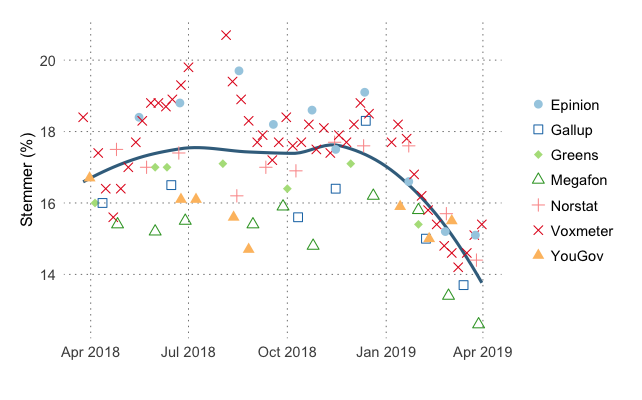 Stemmer (%)
20
18
16
14
Apr 2018
Jul 2018
Oct 2018
Jan 2019
Apr 2019
Epinion
Gallup
Greens
Megafon
Norstat
Voxmeter
YouGov